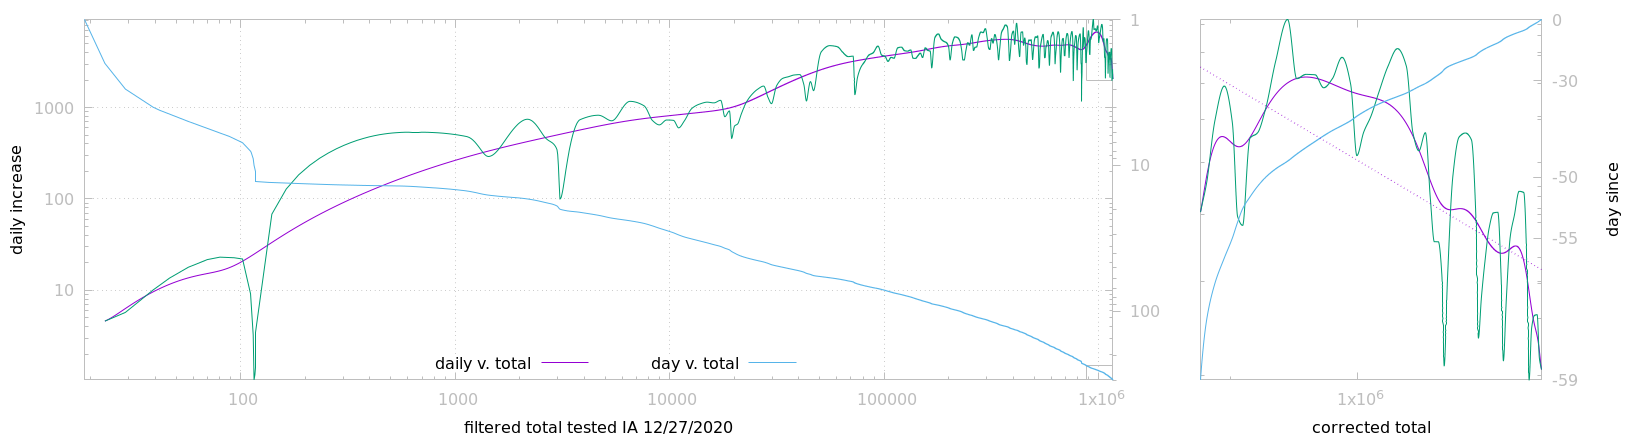 daily increase
1000
100
10
100
1000
10000
100000
1x10^6
filtered total tested IA 12/27/2020
daily v. total
day v. total
1
10
100
0
-30
-50
-55
-59
day since
1x10^6
corrected total